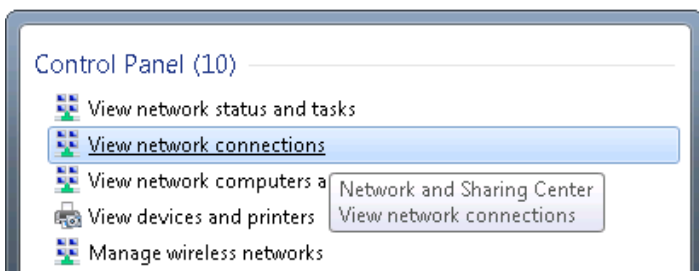 Control Panel (10)
View network status and tasks
View network connections
View network computers a
Network and Sharing Center
View network connections
View devices and printers
Manage wireless networks